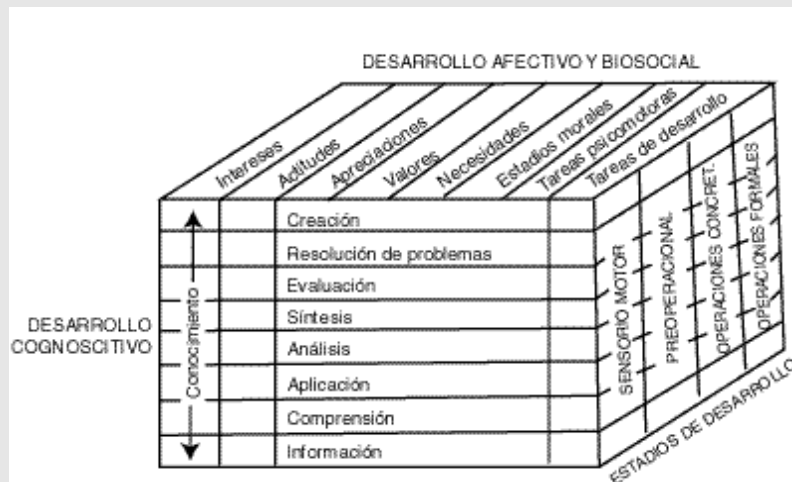 DESARROLLO AFECTIVO Y BIOSOCIAL
Intereses
Actitudes
Apreciaciones
Valores
Necesidades
Estadios morales
Tareas psicomotoras
Tareas de desarrollo
Creación
Resolución de problemas
Evaluación
Síntesis
Análisis
Aplicación
Comprensión
Información
DESARROLLO
COGNOSCITIVO
Conocimiento
SENSORIO MOTOR
PREOPERACIONAL
OPERACIONES CONCRET.
OPERACIONES FORMALES
ESTADIOS DE DESARROLLO